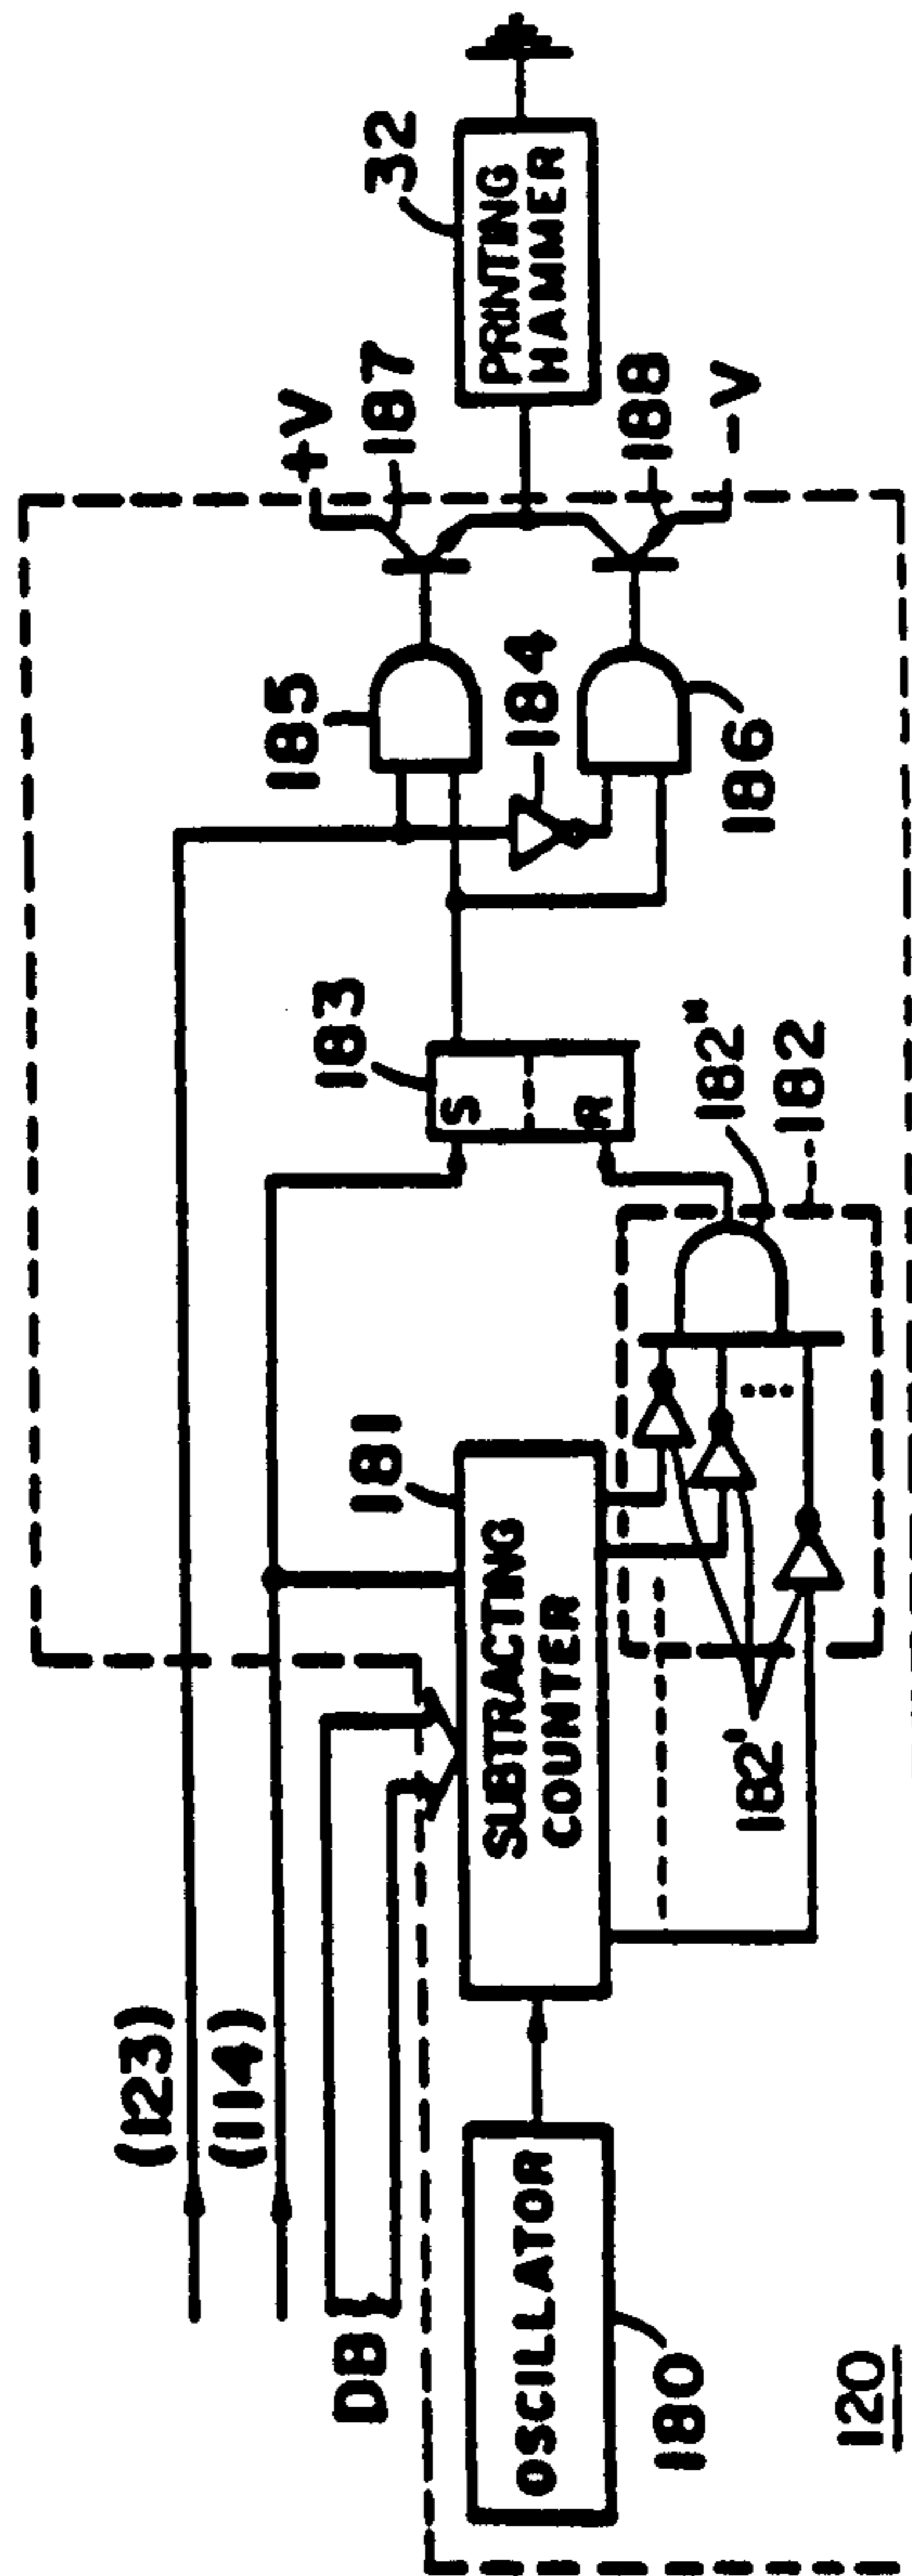 (123)
(114)
DB
OSCILLATOR
180
120
SUBTRACTING
COUNTER
181
182'
182"
182
183
S
R
184
185
186
+V
187
188
-V
PRINTING
HAMMER
32